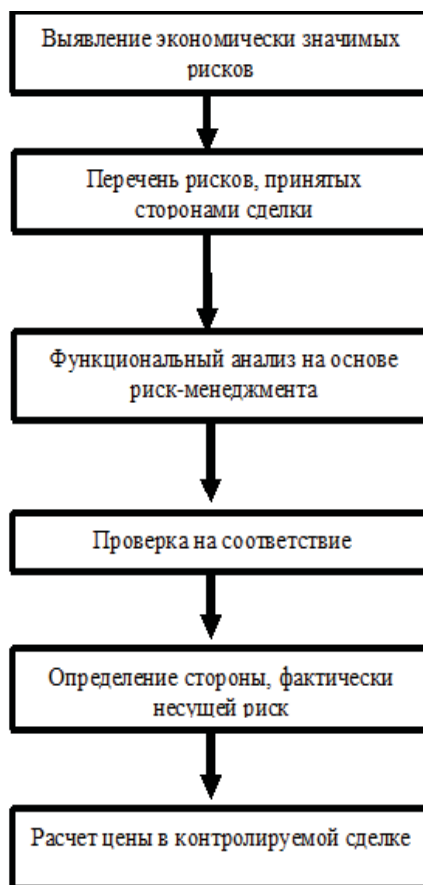 Выявление экономически значимых
рисков
Перечень рисков, принятых
сторонами сделки
Функциональный анализ на основе
риск-менеджмента
Проверка на соответствие
Определение стороны, фактически
несущей риск
Расчет цены в контролируемой сделке